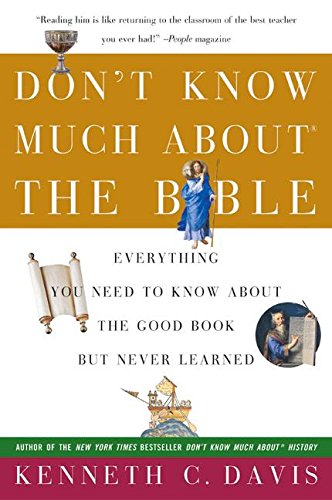 “Reading him is like returning to the classroom of the best teacher
you ever had!” –People magazine
DON'T KNOW
MUCH ABOUT®
THE BIBLE
EVERYTHING
YOU NEED TO KNOW ABOUT
THE GOOD BOOK
BUT NEVER LEARNED
AUTHOR OF THE NEW YORK TIMES BESTSELLER DON'T KNOW MUCH ABOUT® HISTORY
KENNETH C. DAVIS